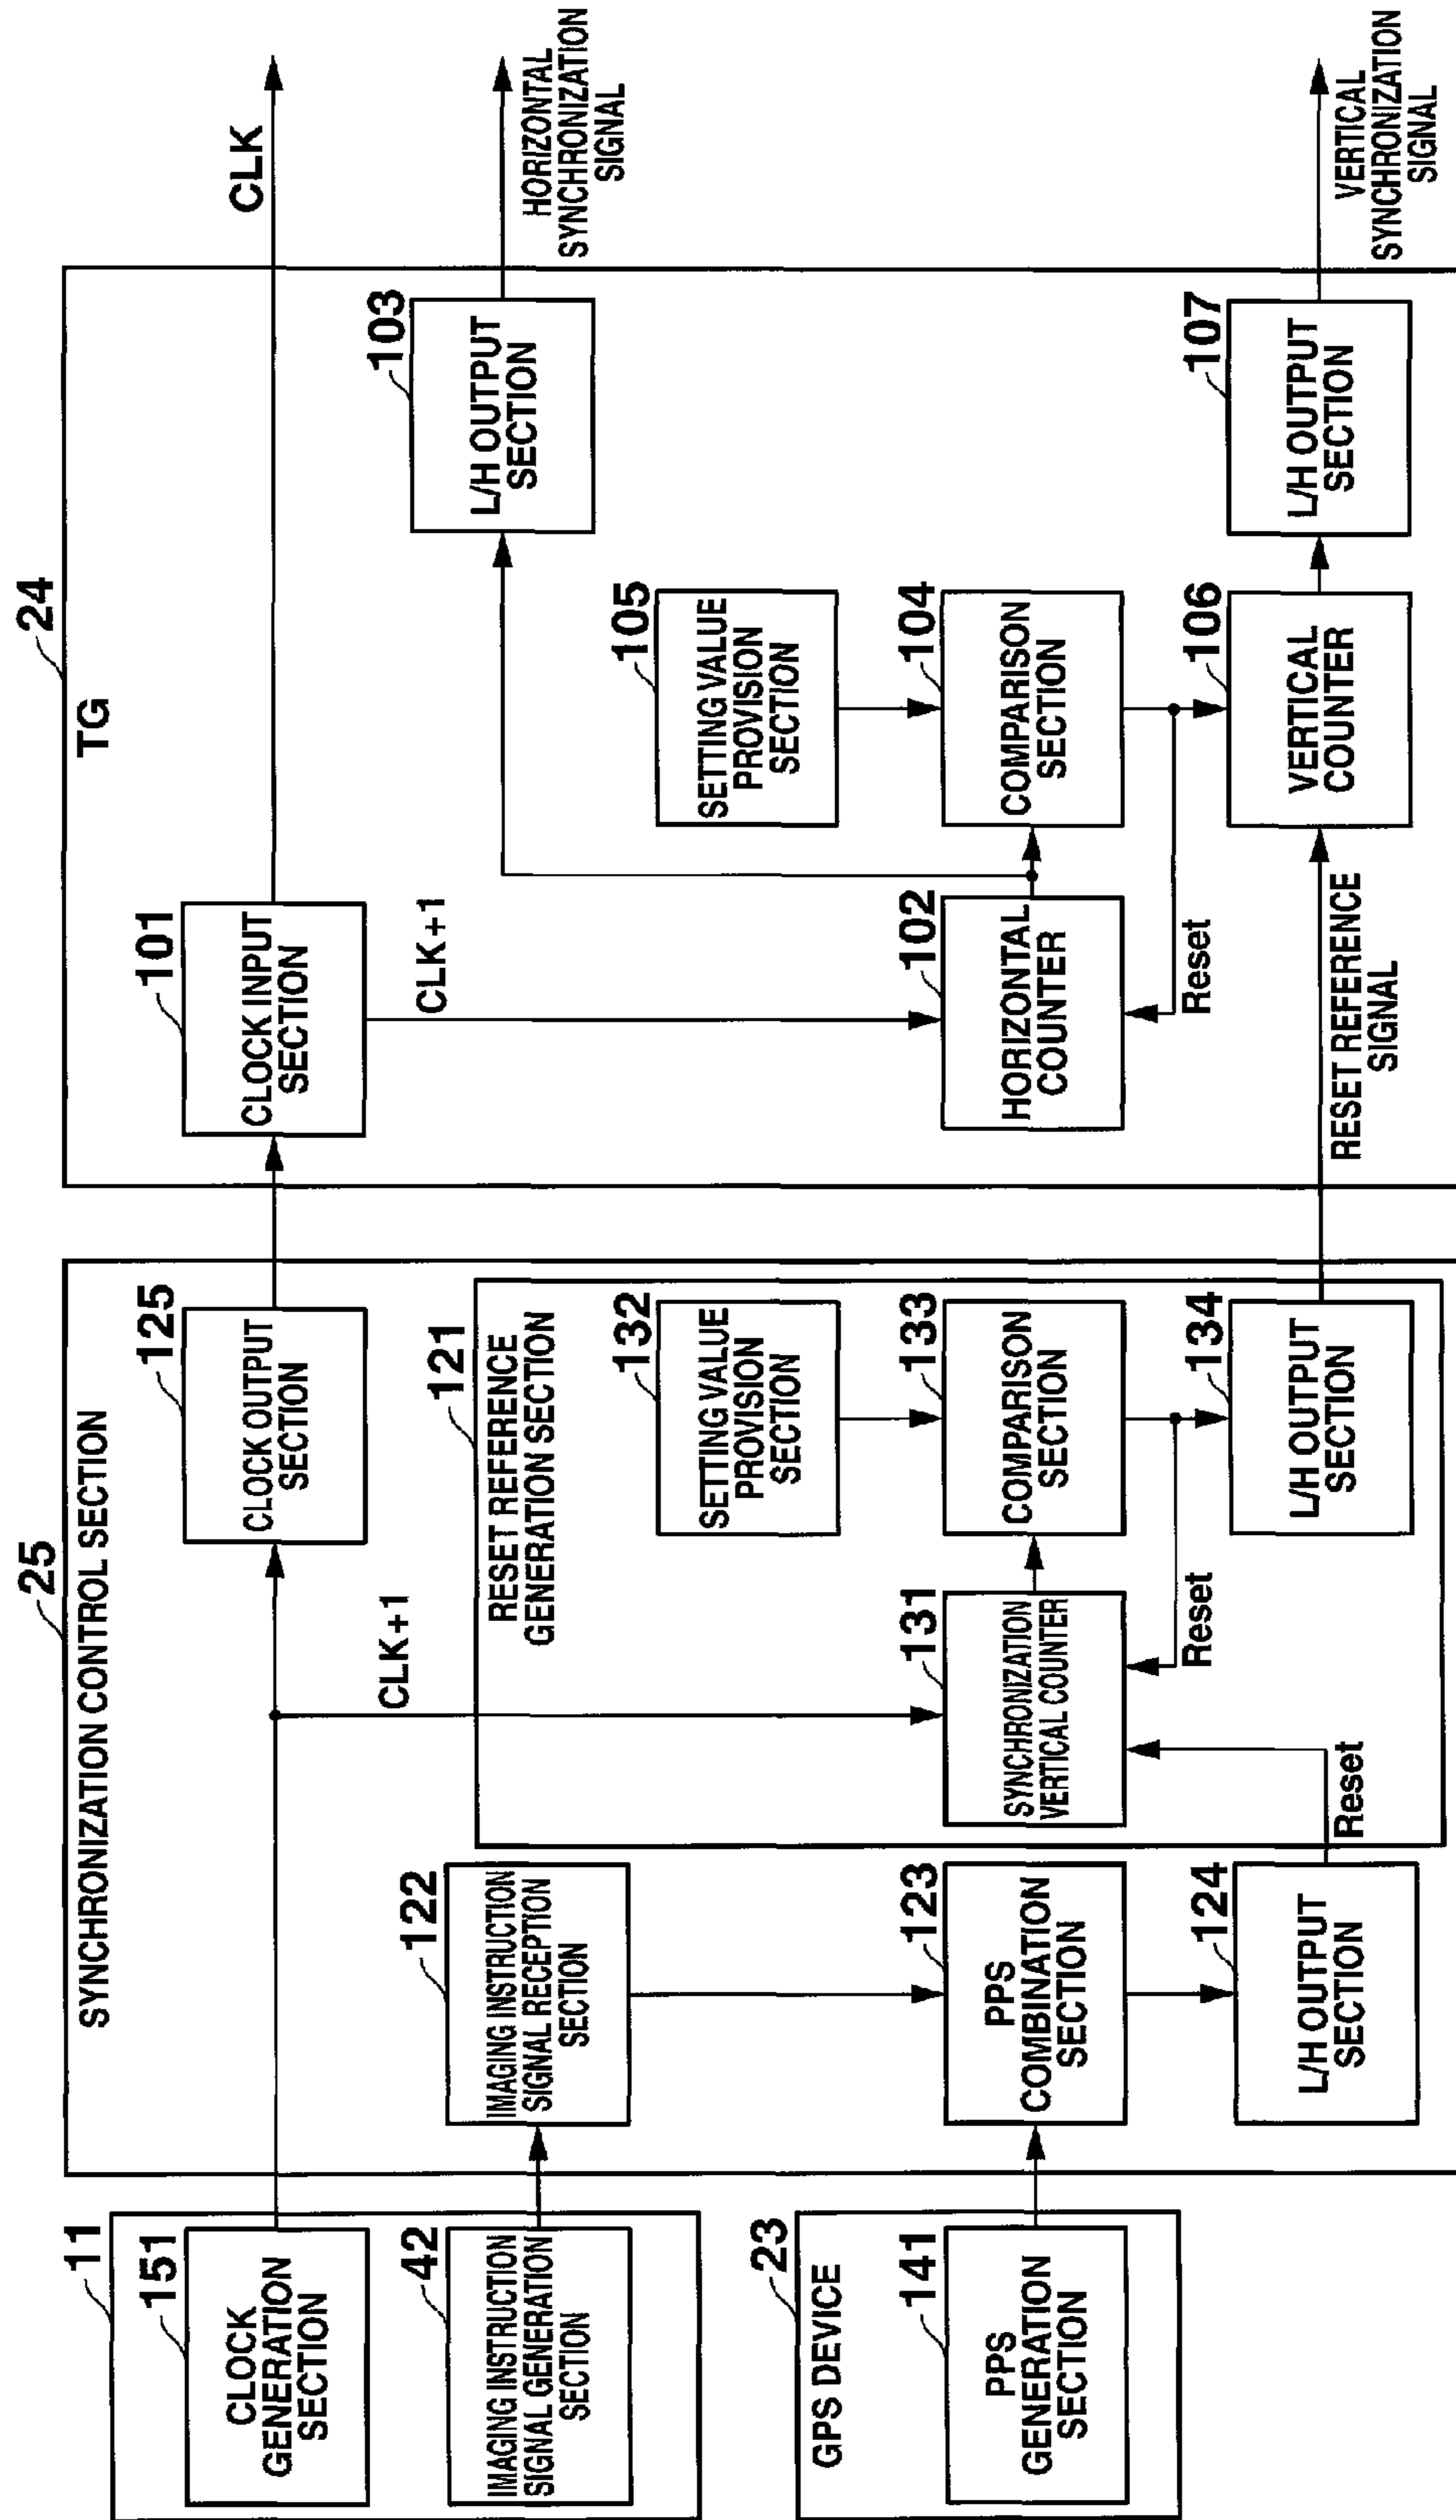 11
151
CLOCK
GENERATION
SECTION
42
IMAGING INSTRUCTION
SIGNAL GENERATION
SECTION
23
GPS DEVICE
141
PPS
GENERATION
SECTION
25
SYNCHRONIZATION CONTROL SECTION
125
CLOCK OUTPUT
SECTION
CLK+1
122
IMAGING INSTRUCTION
SIGNAL RECEPTION
SECTION
123
PPS
COMBINATION
SECTION
124
L/H OUTPUT
SECTION
Reset
121
RESET REFERENCE
GENERATION SECTION
131
SYNCHRONIZATION
VERTICAL COUNTER
Reset
132
SETTING VALUE
PROVISION
SECTION
133
COMPARISON
SECTION
134
L/H OUTPUT
SECTION
24
TG
101
CLOCK INPUT
SECTION
CLK+1
102
HORIZONTAL
COUNTER
Reset
RESET REFERENCE
SIGNAL
103
L/H OUTPUT
SECTION
105
SETTING VALUE
PROVISION
SECTION
104
COMPARISON
SECTION
106
VERTICAL
COUNTER
107
L/H OUTPUT
SECTION
CLK
HORIZONTAL
SYNCHRONIZATION
SIGNAL
VERTICAL
SYNCHRONIZATION
SIGNAL